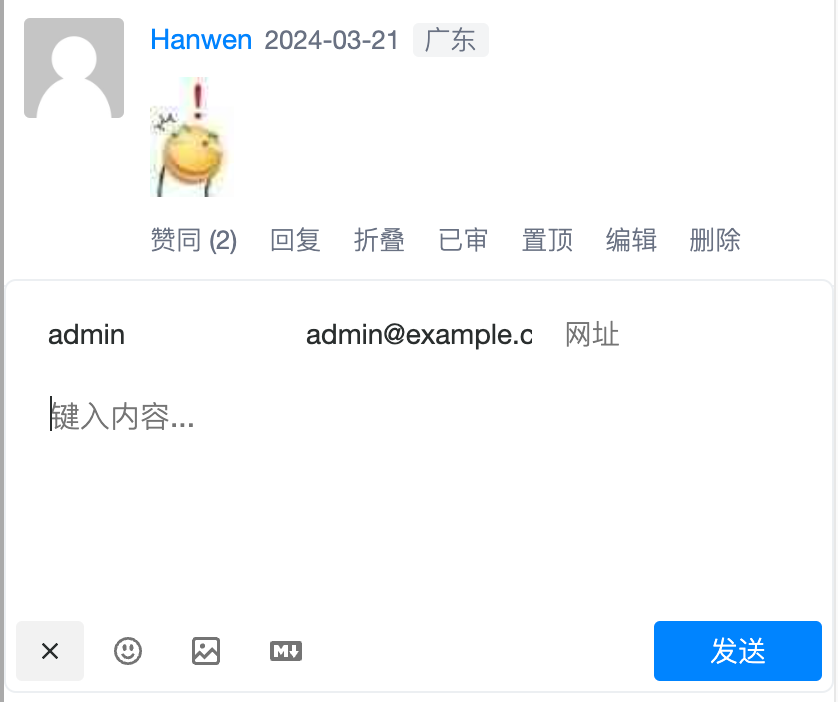 Hanwen 2024-03-21 广东
赞同 (2) 回复 折叠 已审 置顶 编辑 删除
admin admin@example.c 网址
键入内容...
M↓ 发送